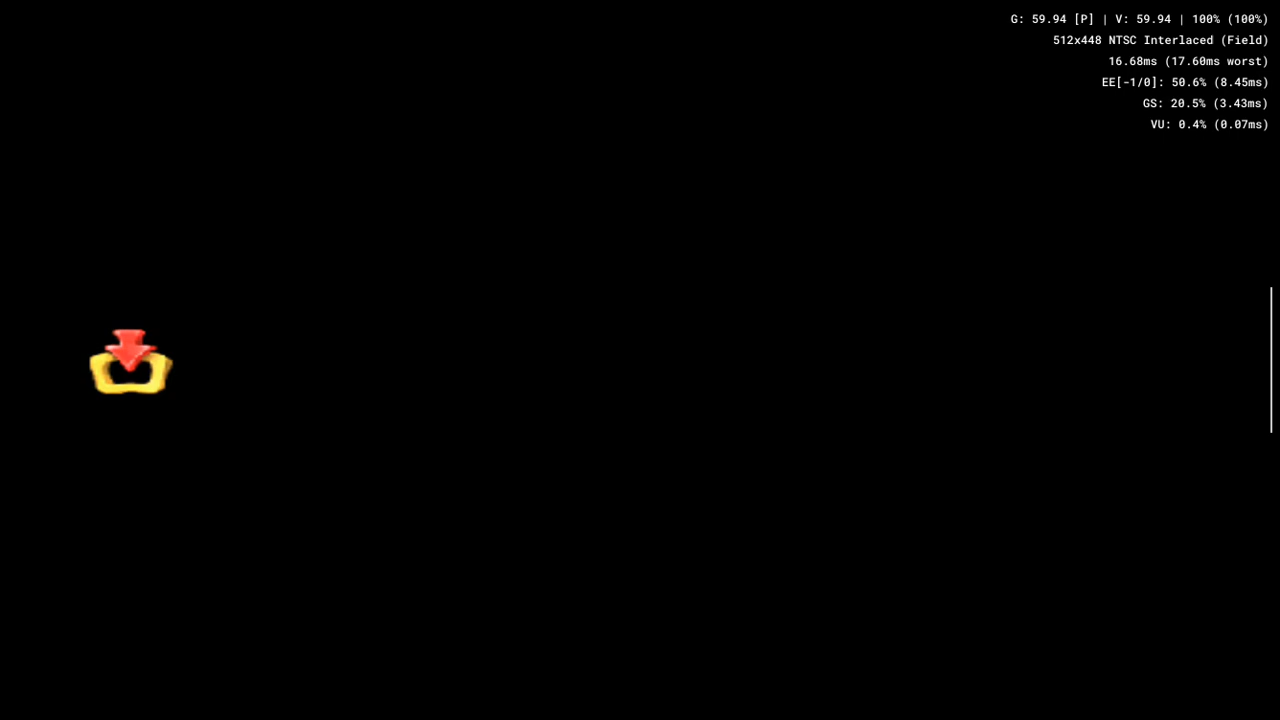 G: 59.94 [P] | V: 59.94 | 100% (100%)
512x448 NTSC Interlaced (Field)
16.68ms (17.60ms worst)
EE[-1/0]: 50.6% (8.45ms)
GS: 20.5% (3.43ms)
VU: 0.4% (0.07ms)